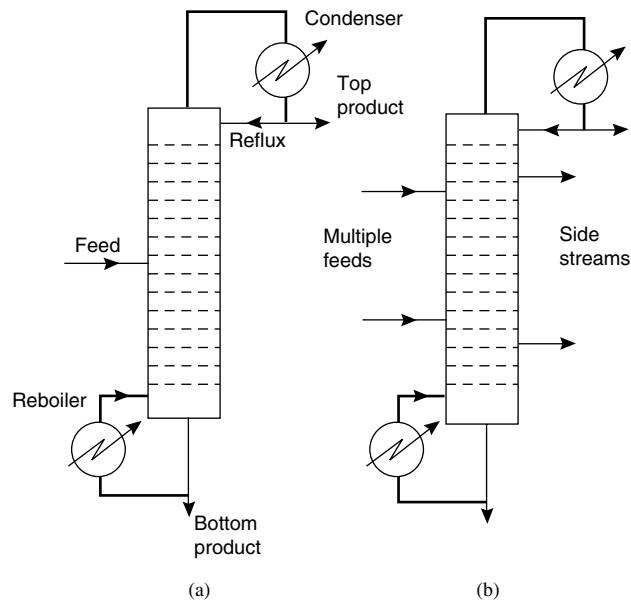 Condenser
Top
product
Reflux
Feed
Multiple
feeds
Side
streams
Reboiler
Bottom
product
(a)
(b)